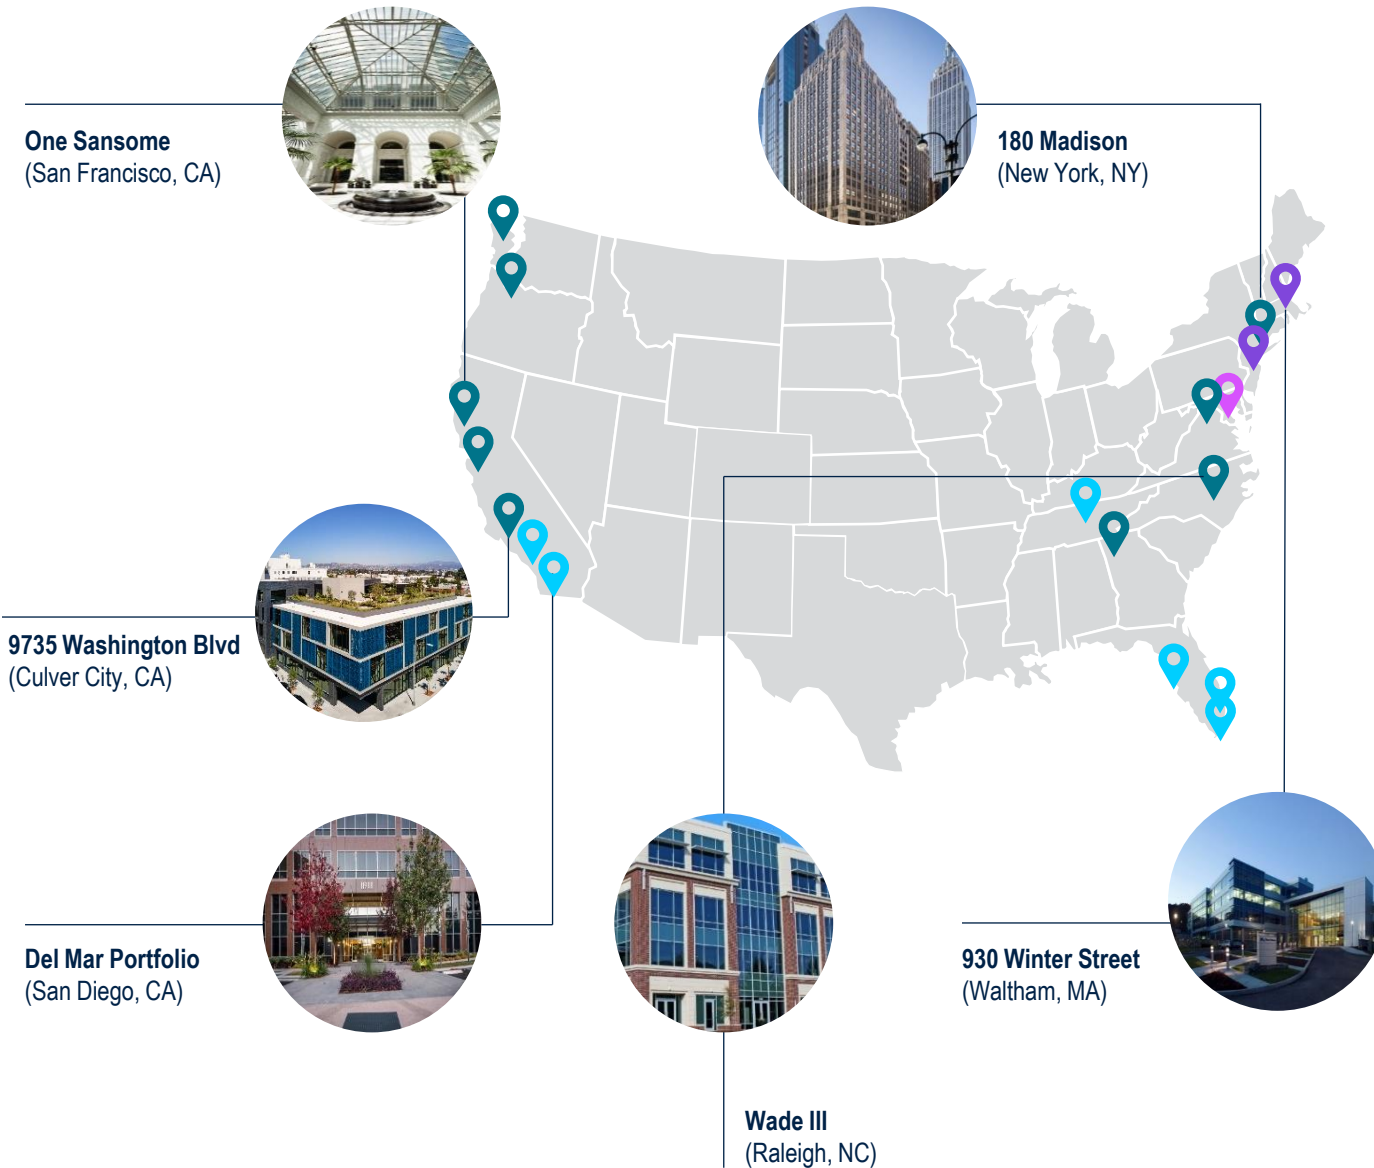 One Sansome
(San Francisco, CA)
180 Madison
(New York, NY)
9735 Washington Blvd
(Culver City, CA)
Del Mar Portfolio
(San Diego, CA)
930 Winter Street
(Waltham, MA)
Wade III
(Raleigh, NC)